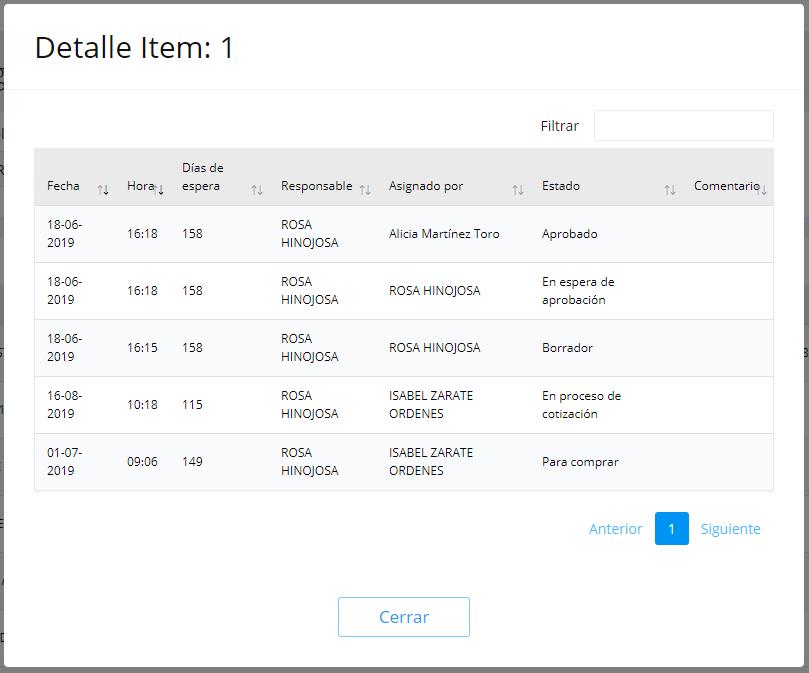 Detalle Item: 1
Filtrar
Fecha Hora Días de espera Responsable Asignado por Estado Comentario
18-06-2019 16:18 158 ROSA HINOJOSA Alicia Martínez Toro Aprobado
18-06-2019 16:18 158 ROSA HINOJOSA ROSA HINOJOSA En espera de aprobación
18-06-2019 16:15 158 ROSA HINOJOSA ROSA HINOJOSA Borrador
16-08-2019 10:18 115 ROSA HINOJOSA ISABEL ZARATE ORDENES En proceso de cotización
01-07-2019 09:06 149 ROSA HINOJOSA ISABEL ZARATE ORDENES Para comprar
Anterior 1 Siguiente
Cerrar